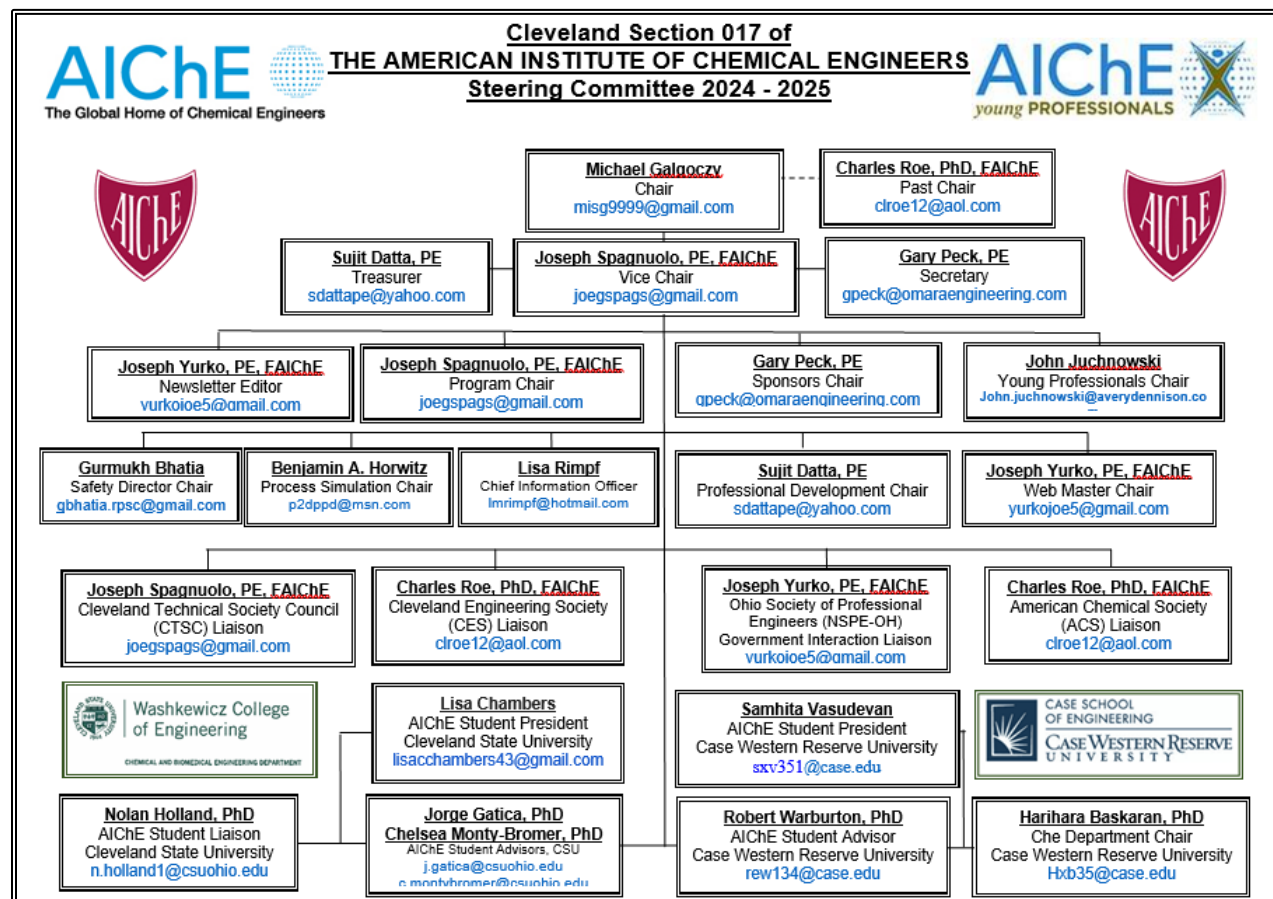 Cleveland Section 017 of
THE AMERICAN INSTITUTE OF CHEMICAL ENGINEERS
Steering Committee 2024 - 2025
AIChE
The Global Home of Chemical Engineers
AIChE
young PROFESSIONALS
AIChE
AIChE
Michael Galgoczy
Chair
misg9999@gmail.com
Charles Roe, PhD, FAIChE
Past Chair
clroe12@aol.com
Sujit Datta, PE
Treasurer
sdattape@yahoo.com
Joseph Spagnuolo, PE, FAIChE
Vice Chair
joegspags@gmail.com
Gary Peck, PE
Secretary
gpeck@omaraengineering.com
Joseph Yurko, PE, FAIChE
Newsletter Editor
yurkojoe5@gmail.com
Joseph Spagnuolo, PE, FAIChE
Program Chair
joegspags@gmail.com
Gary Peck, PE
Sponsors Chair
gpeck@omaraengineering.com
John Juchnowski
Young Professionals Chair
John.juchnowski@averydennison.co
Gurmukh Bhatia
Safety Director Chair
gbhatia.rpsc@gmail.com
Benjamin A. Horwitz
Process Simulation Chair
p2dppd@msn.com
Lisa Rimpf
Chief Information Officer
lmrimpf@hotmail.com
Sujit Datta, PE
Professional Development Chair
sdattape@yahoo.com
Joseph Yurko, PE, FAIChE
Web Master Chair
yurkojoe5@gmail.com
Joseph Spagnuolo, PE, FAIChE
Cleveland Technical Society Council
(CTSC) Liaison
joegspags@gmail.com
Charles Roe, PhD, FAIChE
Cleveland Engineering Society
(CES) Liaison
clroe12@aol.com
Joseph Yurko, PE, FAIChE
Ohio Society of Professional
Engineers (NSPE-OH)
Government Interaction Liaison
yurkojoe5@gmail.com
Charles Roe, PhD, FAIChE
American Chemical Society
(ACS) Liaison
clroe12@aol.com
Washkewicz College
of Engineering
CHEMICAL AND BIOMEDICAL ENGINEERING DEPARTMENT
Lisa Chambers
AIChE Student President
Cleveland State University
lisacchambers43@gmail.com
Samhita Vasudevan
AIChE Student President
Case Western Reserve University
sxv351@case.edu
CASE SCHOOL
OF ENGINEERING
CASE WESTERN RESERVE
UNIVERSITY
Nolan Holland, PhD
AIChE Student Liaison
Cleveland State University
n.holland1@csuohio.edu
Jorge Gatica, PhD
Chelsea Monty-Bromer, PhD
AIChE Student Advisors, CSU
j.gatica@csuohio.edu
c.montybromer@csuohio.edu
Robert Warburton, PhD
AIChE Student Advisor
Case Western Reserve University
rew134@case.edu
Harihara Baskaran, PhD
Che Department Chair
Case Western Reserve University
Hxb35@case.edu